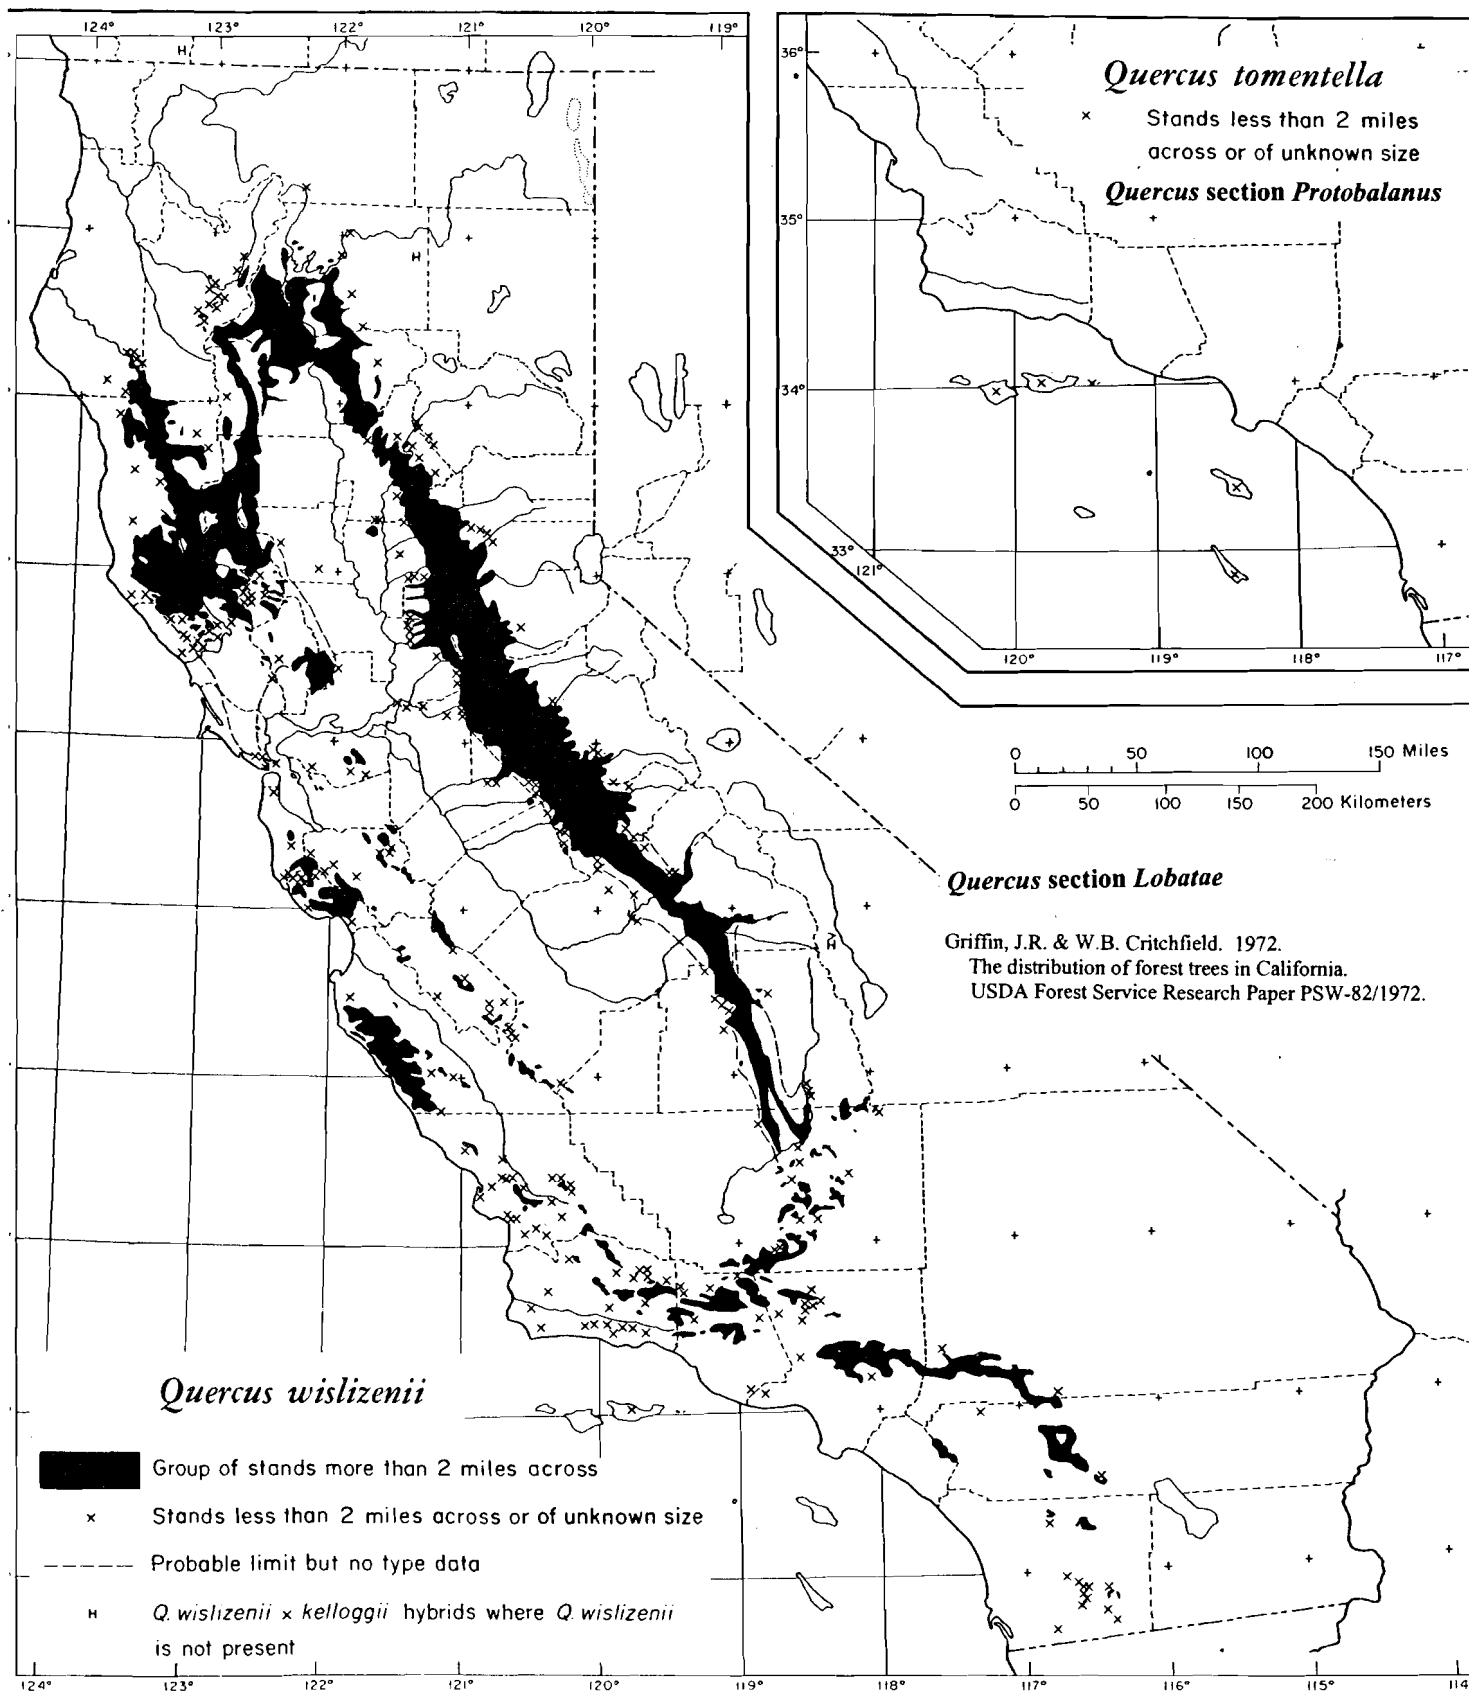 124° 123° 122° 121° 120° 119°
H
H
H
36°
35°
34°
33°
121°
120° 119° 118° 117°
Quercus tomentella
× Stands less than 2 miles
across or of unknown size
Quercus section Protobalanus
0 50 100 150 Miles
0 50 100 150 200 Kilometers
Quercus section Lobatae
Griffin, J.R. & W.B. Critchfield. 1972.
The distribution of forest trees in California.
USDA Forest Service Research Paper PSW-82/1972.
Quercus wislizenii
Group of stands more than 2 miles across
× Stands less than 2 miles across or of unknown size
Probable limit but no type data
H Q. wislizenii × kelloggii hybrids where Q. wislizenii
is not present
124° 123° 122° 121° 120° 119° 118° 117° 116° 115° 114